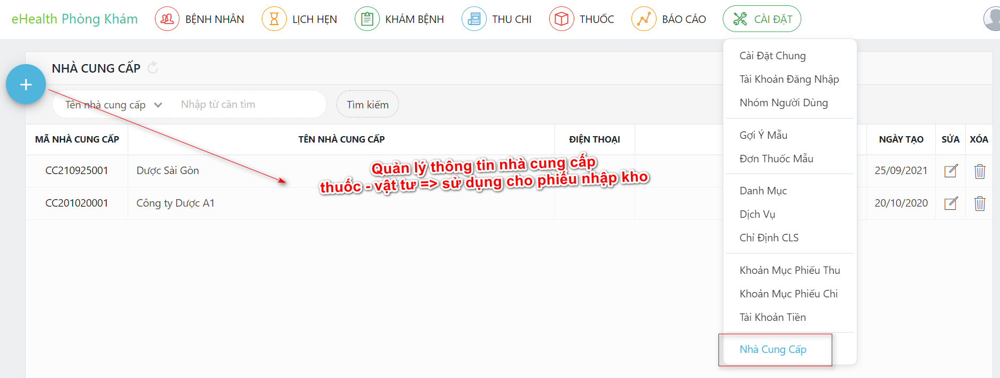 eHealth Phòng Khám
BỆNH NHÂN
LỊCH HẸN
KHÁM BỆNH
THU CHI
THUỐC
BÁO CÁO
CÀI ĐẶT
NHÀ CUNG CẤP
Tên nhà cung cấp
Nhập từ cần tìm
Tìm kiếm
MÃ NHÀ CUNG CẤP
TÊN NHÀ CUNG CẤP
ĐIỆN THOẠI
NGÀY TẠO
SỬA
XÓA
CC210925001
Dược Sài Gòn
25/09/2021
CC201020001
Công ty Dược A1
20/10/2020
Quản lý thông tin nhà cung cấp
thuốc - vật tư => sử dụng cho phiếu nhập kho
Cài Đặt Chung
Tài Khoản Đăng Nhập
Nhóm Người Dùng
Gợi Ý Mẫu
Đơn Thuốc Mẫu
Danh Mục
Dịch Vụ
Chỉ Định CLS
Khoản Mục Phiếu Thu
Khoản Mục Phiếu Chi
Tài Khoản Tiền
Nhà Cung Cấp